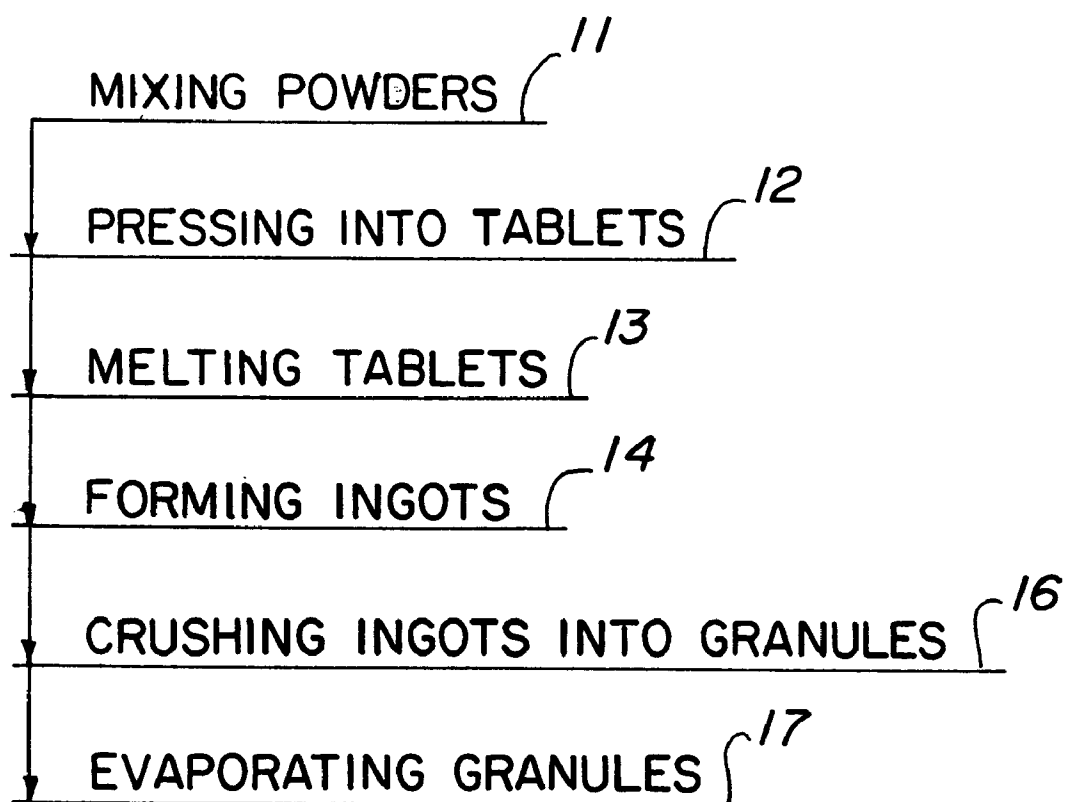 11
MIXING POWDERS
12
PRESSING INTO TABLETS
13
MELTING TABLETS
14
FORMING INGOTS
16
CRUSHING INGOTS INTO GRANULES
17
EVAPORATING GRANULES